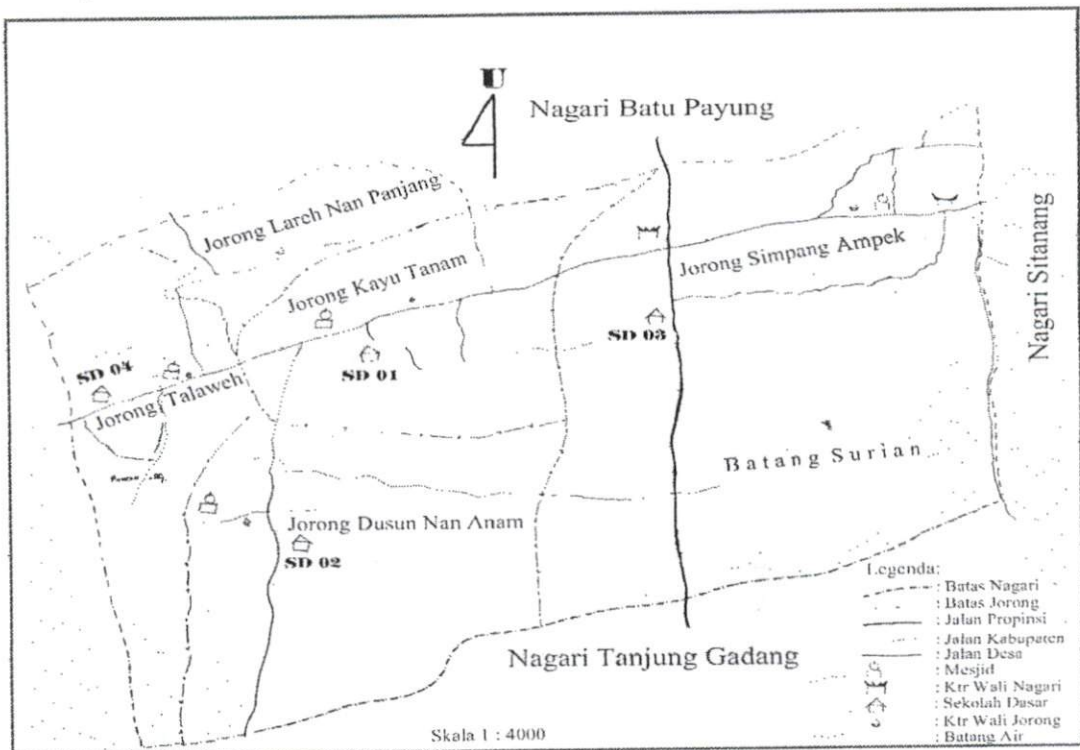 U
Nagari Batu Payung
Jorong Lareh Nan Panjang
Jorong Kayu Tanam
Jorong Simpang Ampek
Nagari Sitanang
SD 03
SD 01
SD 04
Jorong Talaweh
Batang Surian
Jorong Dusun Nan Anam
SD 02
Nagari Tanjung Gadang
Skala 1 : 4000
Legenda:
: Batas Nagari
: Batas Jorong
: Jalan Propinsi
: Jalan Kabupaten
: Jalan Desa
: Mesjid
: Ktr Wali Nagari
: Sekolah Dasar
: Ktr Wali Jorong
: Batang Air